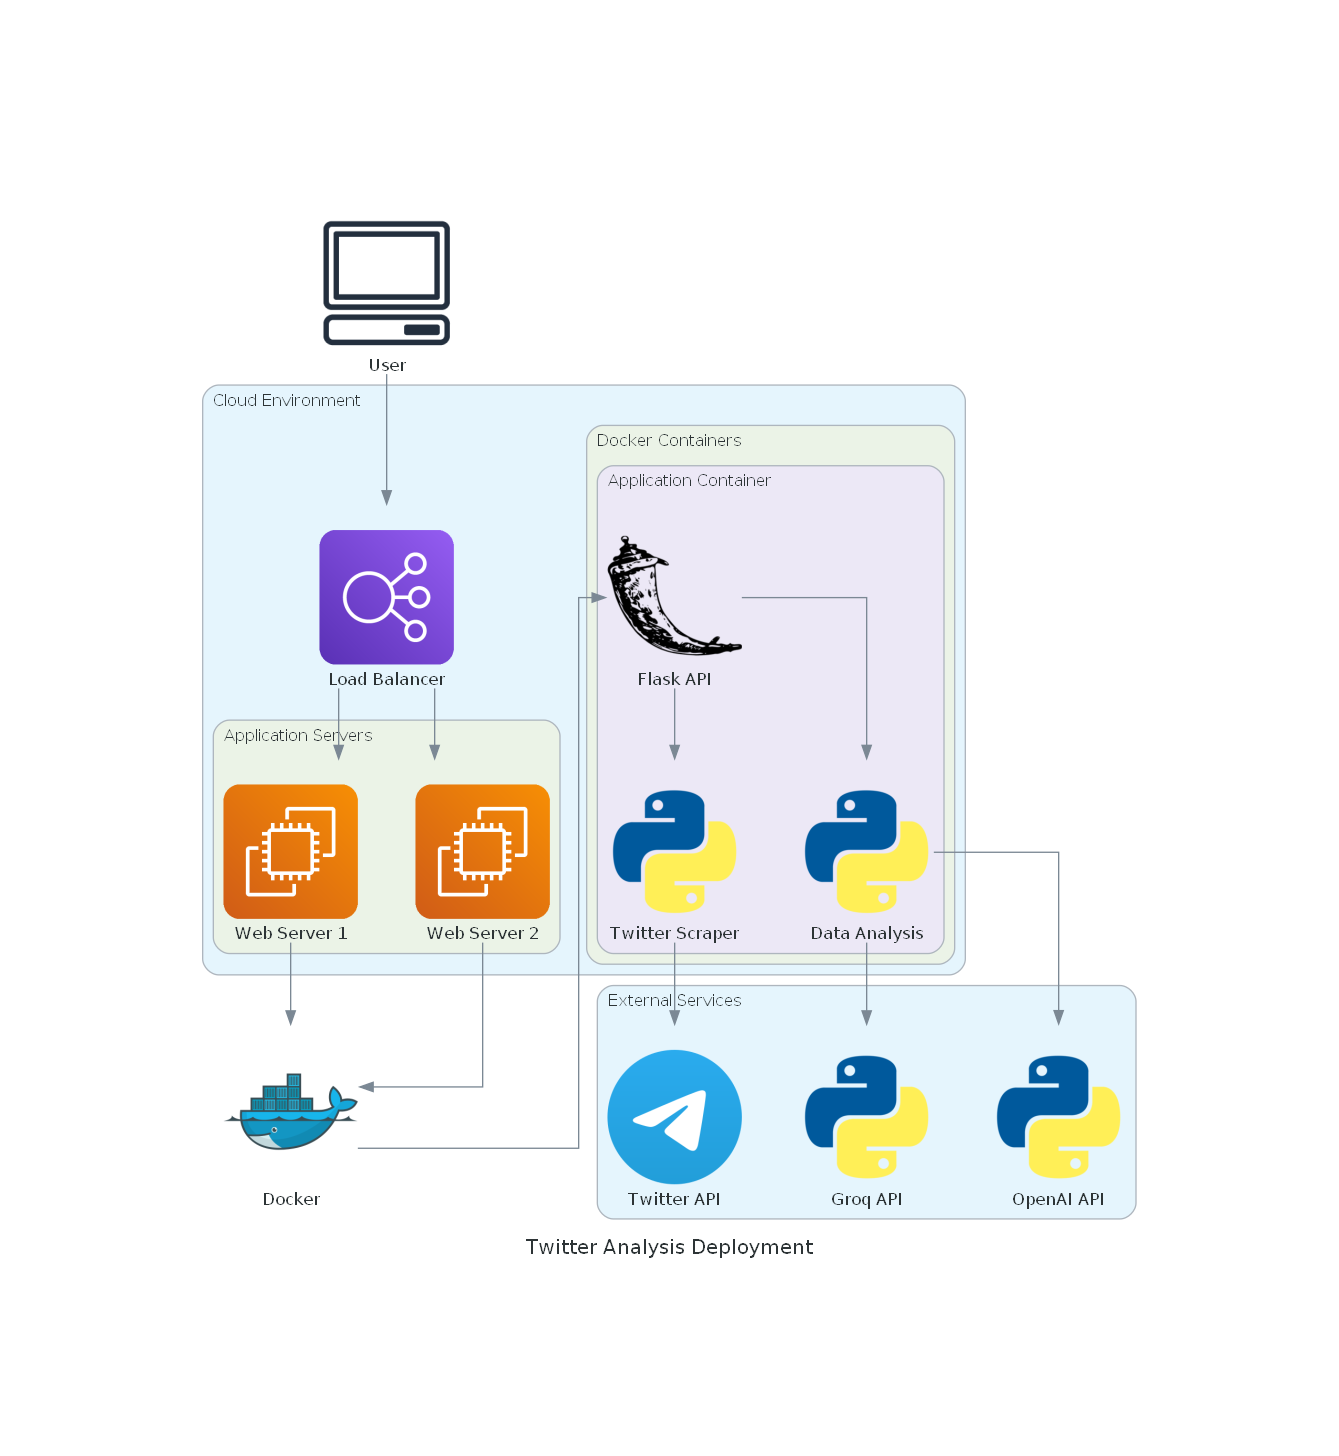 User
Cloud Environment
Docker Containers
Application Container
Load Balancer
Flask API
Application Servers
Web Server 1
Web Server 2
Twitter Scraper
Data Analysis
External Services
Docker
Twitter API
Groq API
OpenAI API
Twitter Analysis Deployment